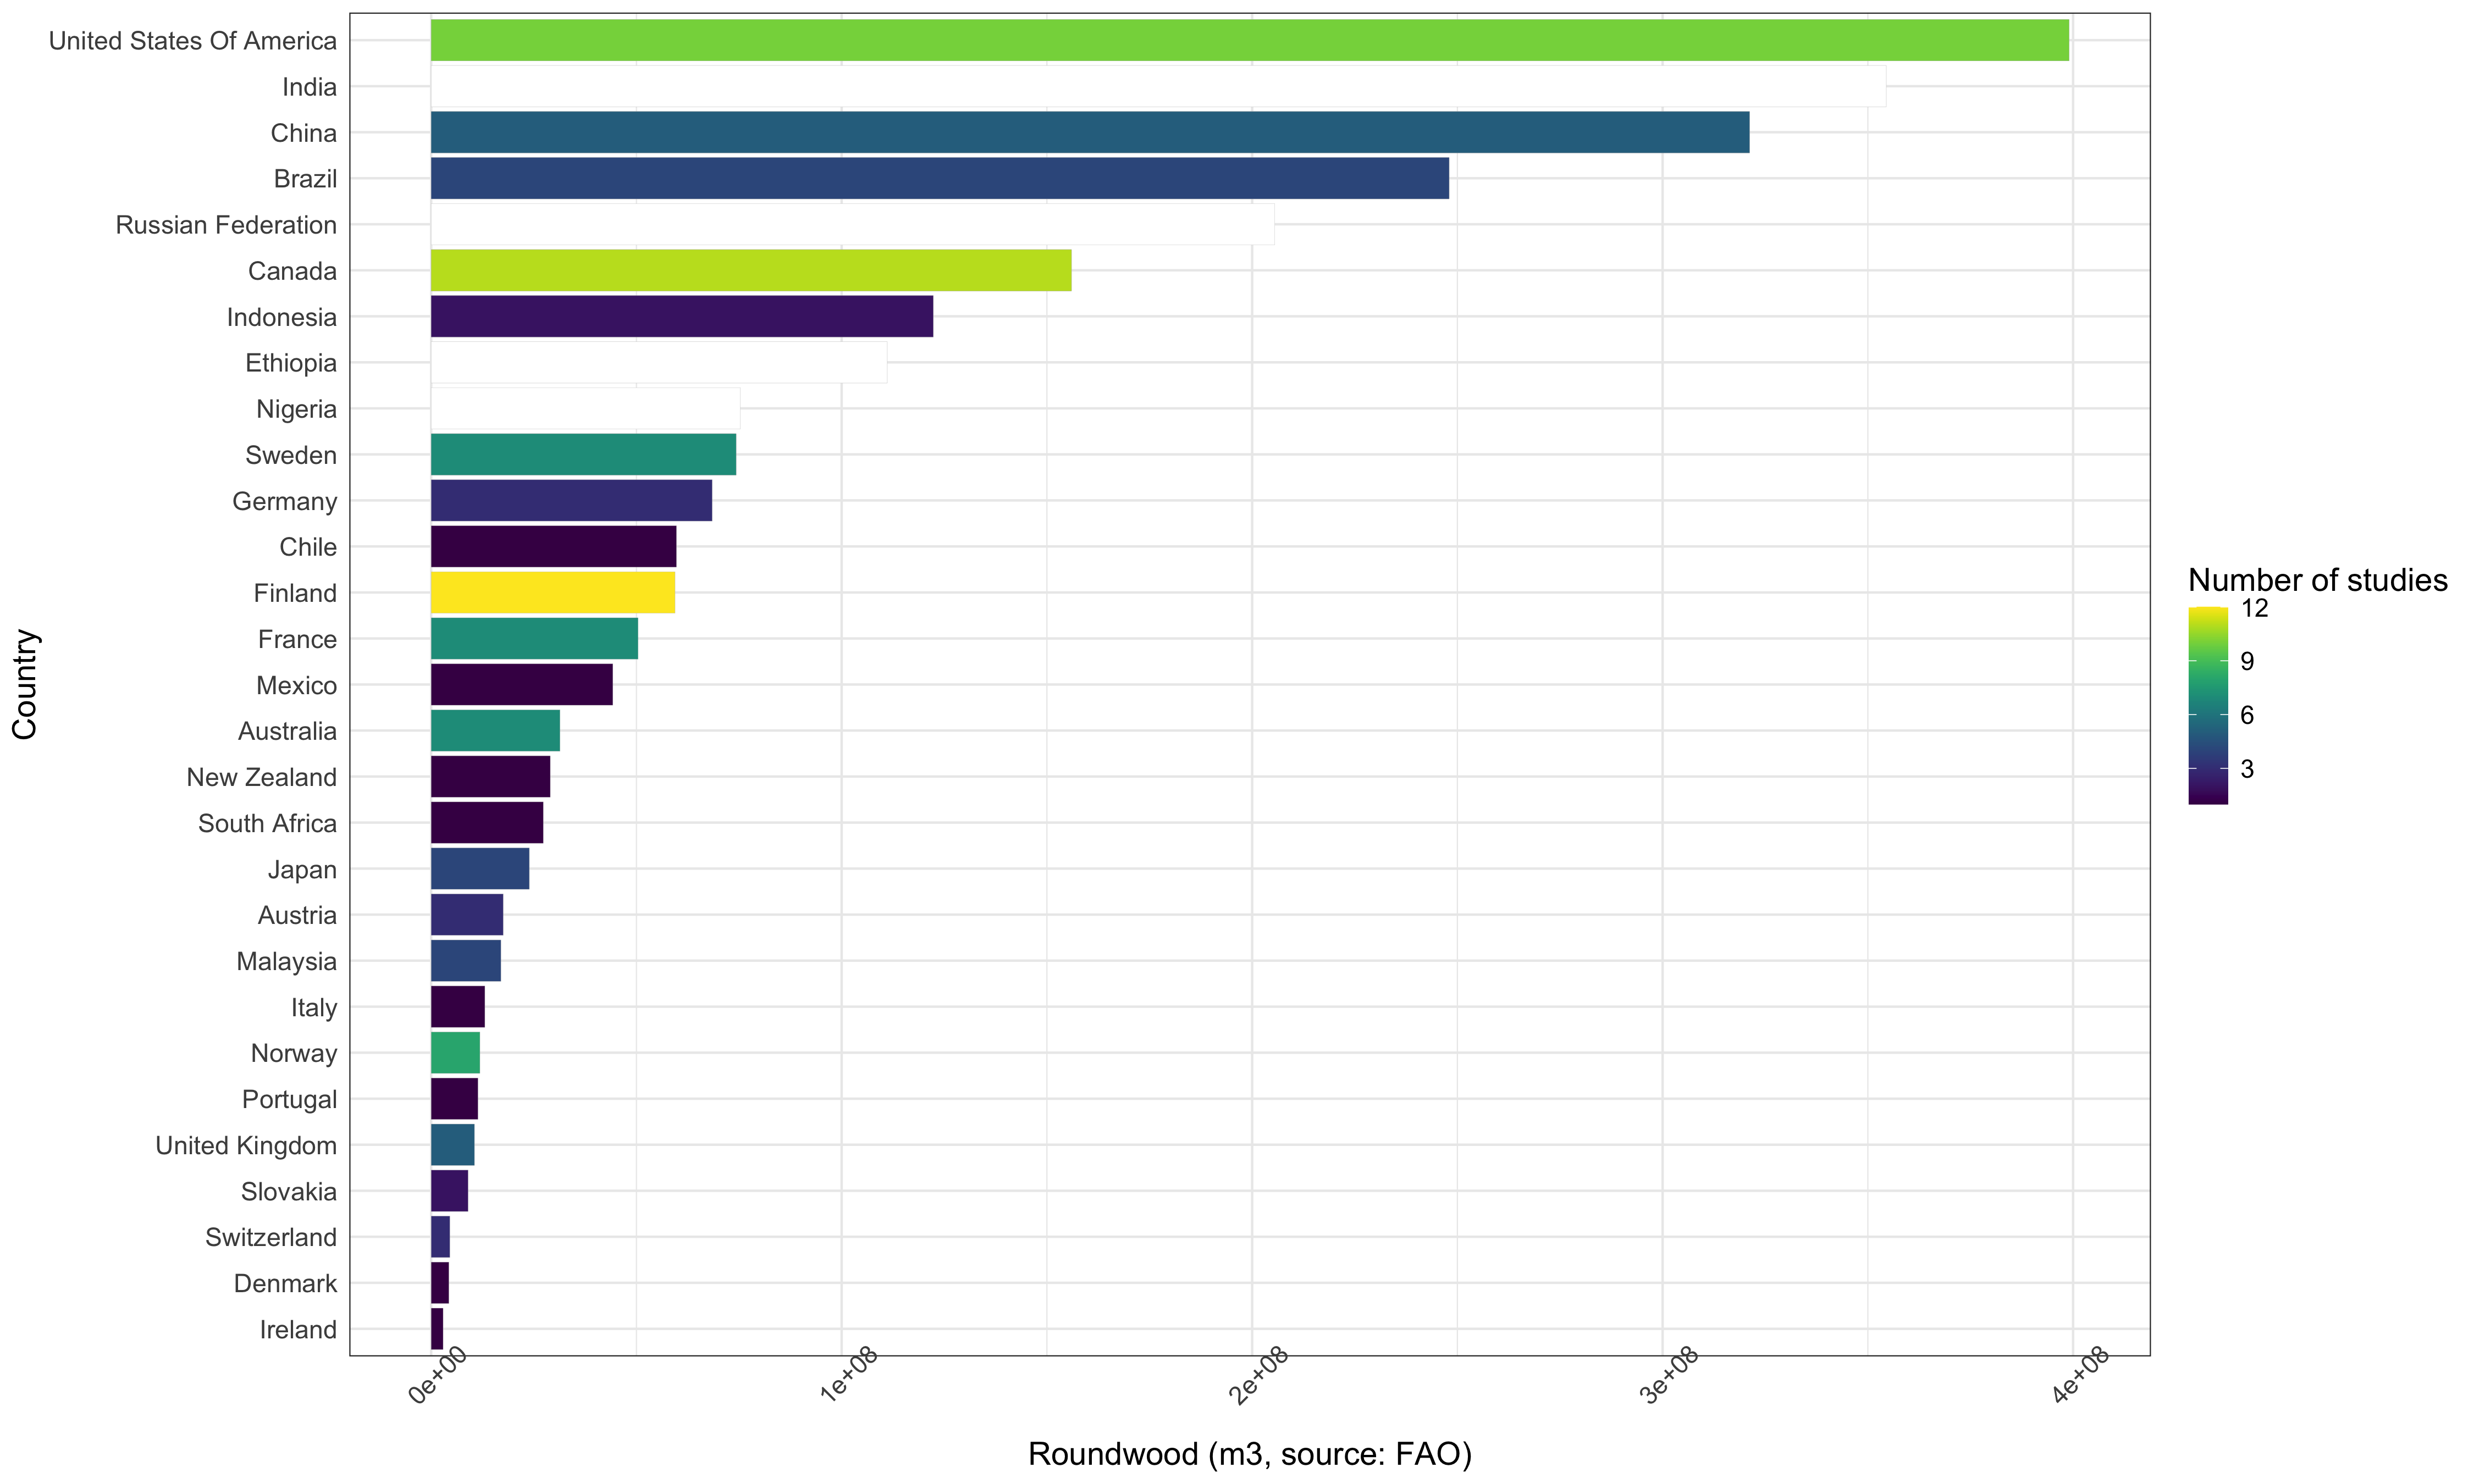 United States Of America
India
China
Brazil
Russian Federation
Canada
Indonesia
Ethiopia
Nigeria
Sweden
Germany
Chile
Finland
France
Mexico
Australia
New Zealand
South Africa
Japan
Austria
Malaysia
Italy
Norway
Portugal
United Kingdom
Slovakia
Switzerland
Denmark
Ireland
Country
0e+00
1e+08
2e+08
3e+08
4e+08
Roundwood (m3, source: FAO)
Number of studies
12
9
6
3